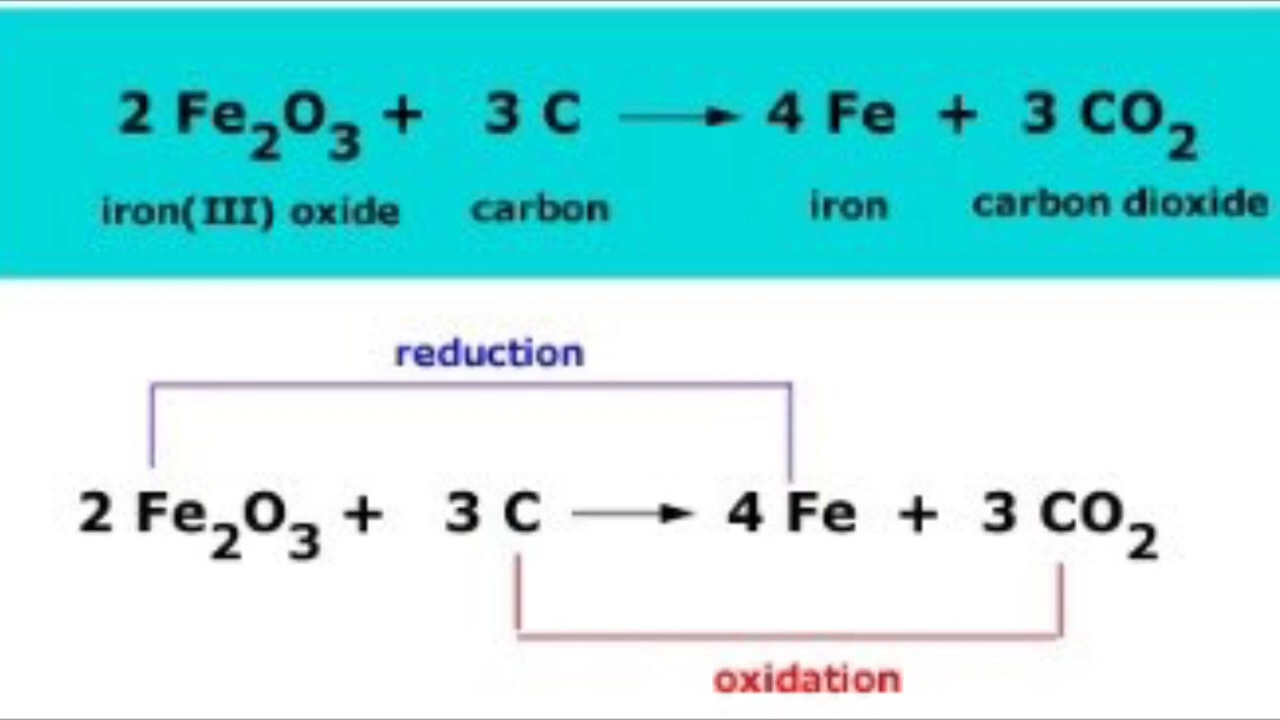 2 Fe₂O₃ + 3 C ⟶ 4 Fe + 3 CO₂
iron(III) oxide carbon iron carbon dioxide
reduction
2 Fe₂O₃ + 3 C ⟶ 4 Fe + 3 CO₂
oxidation